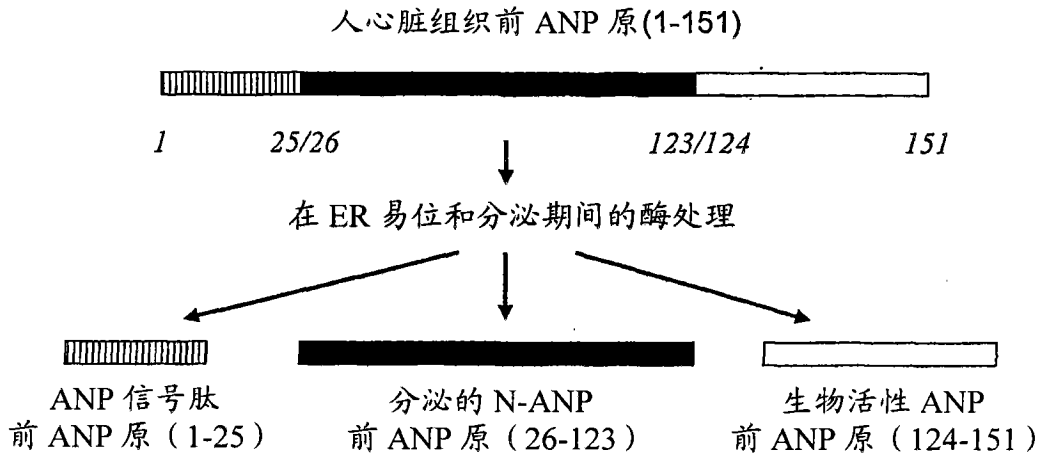 人心脏组织前 ANP 原(1-151)
1 25/26 123/124 151
在 ER 易位和分泌期间的酶处理
ANP 信号肽 分泌的 N-ANP 生物活性 ANP
前 ANP 原（1-25） 前 ANP 原（26-123） 前 ANP 原（124-151）